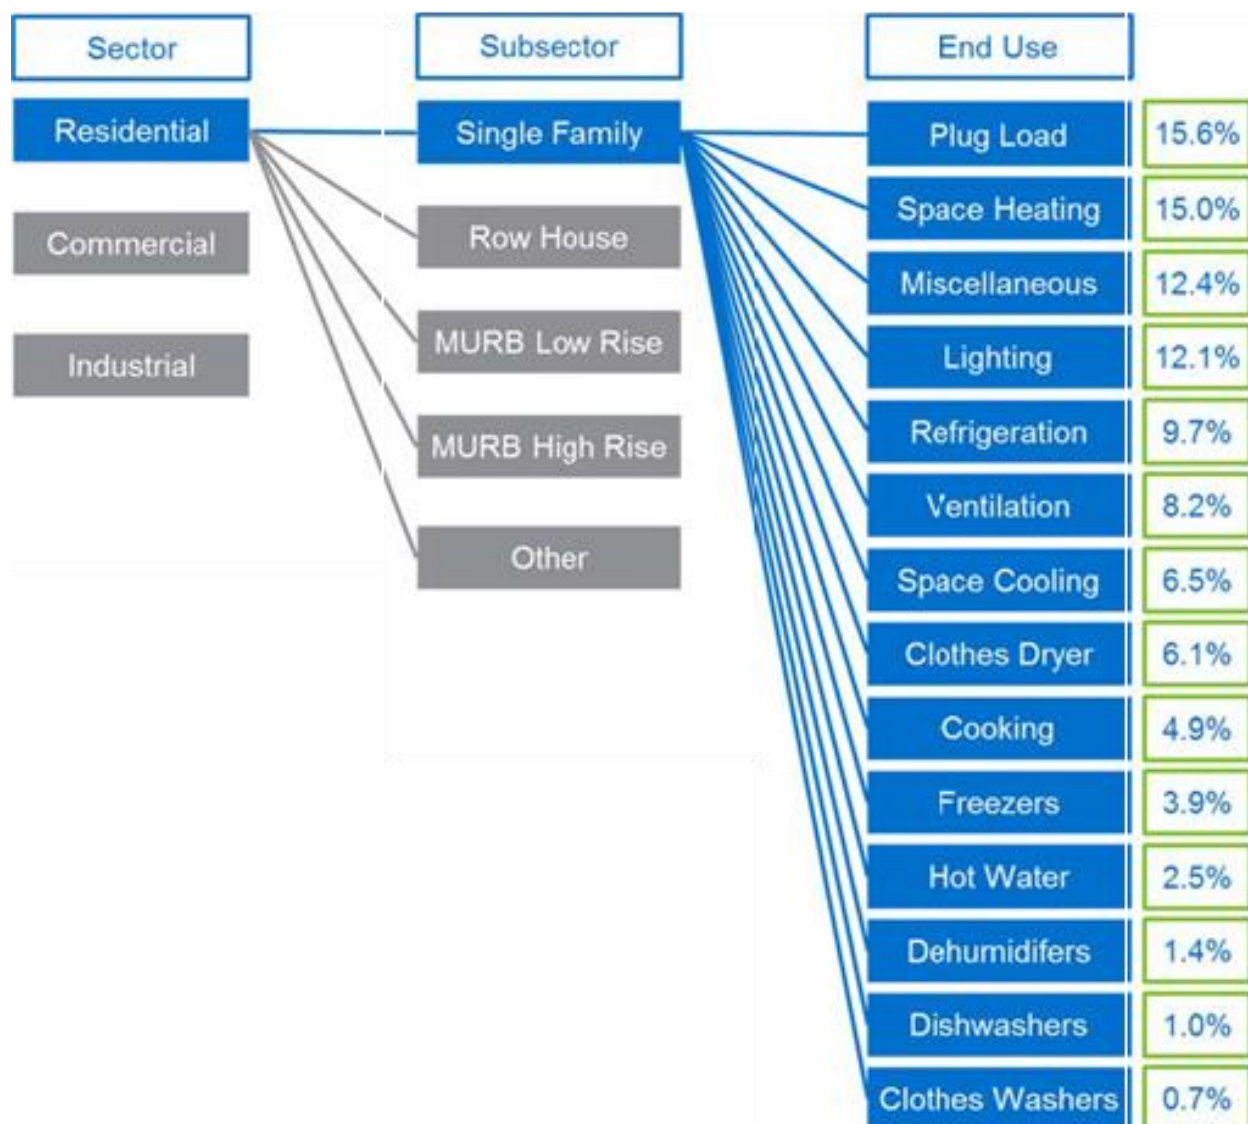 Sector
Subsector
End Use
Residential
Single Family
Plug Load
15.6%
Space Heating
15.0%
Commercial
Row House
Miscellaneous
12.4%
Industrial
MURB Low Rise
Lighting
12.1%
MURB High Rise
Refrigeration
9.7%
Ventilation
8.2%
Other
Space Cooling
6.5%
Clothes Dryer
6.1%
Cooking
4.9%
Freezers
3.9%
Hot Water
2.5%
Dehumidifers
1.4%
Dishwashers
1.0%
Clothes Washers
0.7%